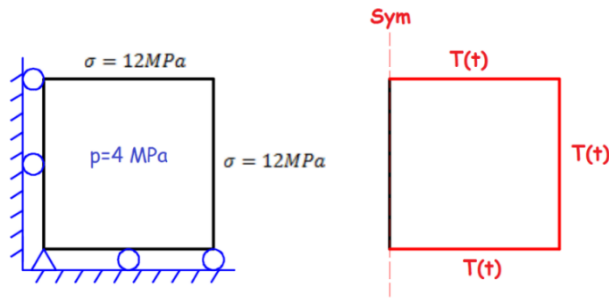 Sym
σ = 12MPa
T(t)
p=4 MPa
σ = 12MPa
T(t)
T(t)